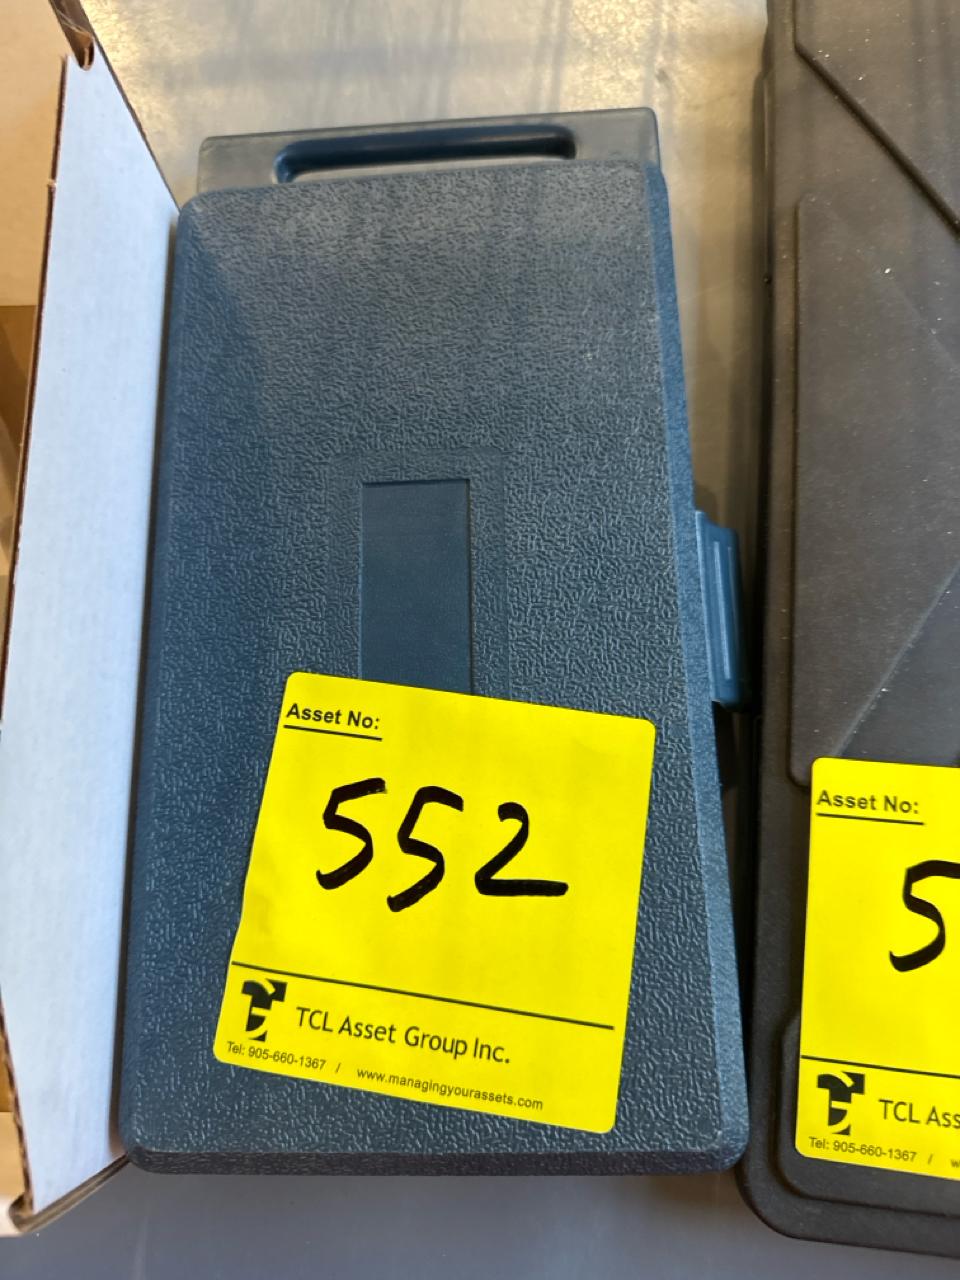 Asset No:
552
TCL Asset Group Inc.
Tel: 905-660-1367 / www.managingyourassets.com
Asset No:
5
TCL Ass
Tel: 905-660-1367 / w